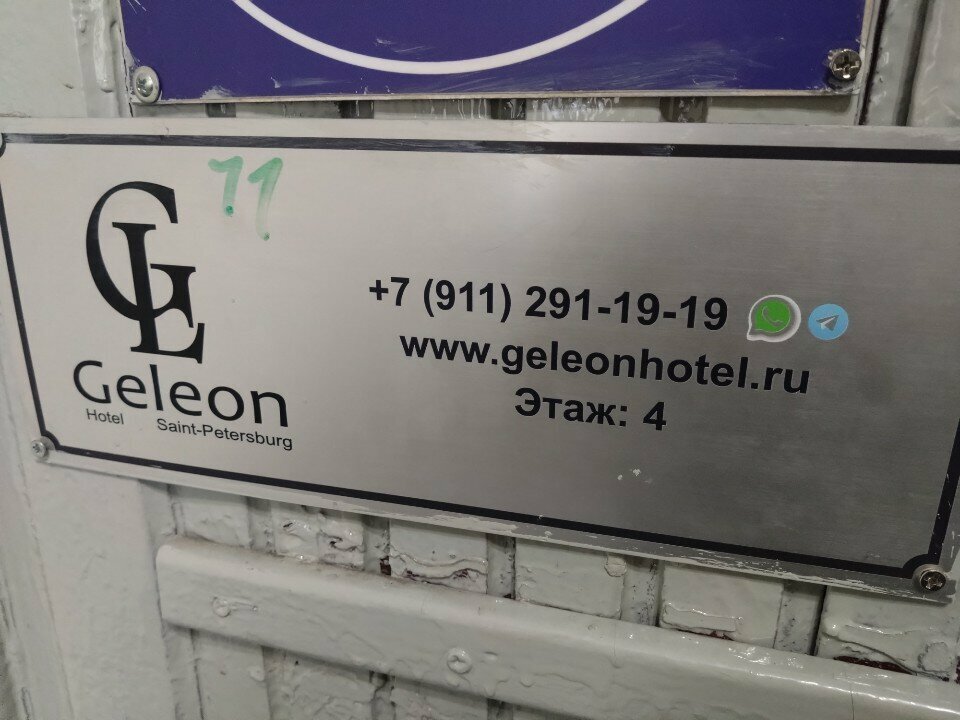 GL
11
Geleon
Hotel Saint-Petersburg
+7 (911) 291-19-19
www.geleonhotel.ru
Этаж: 4